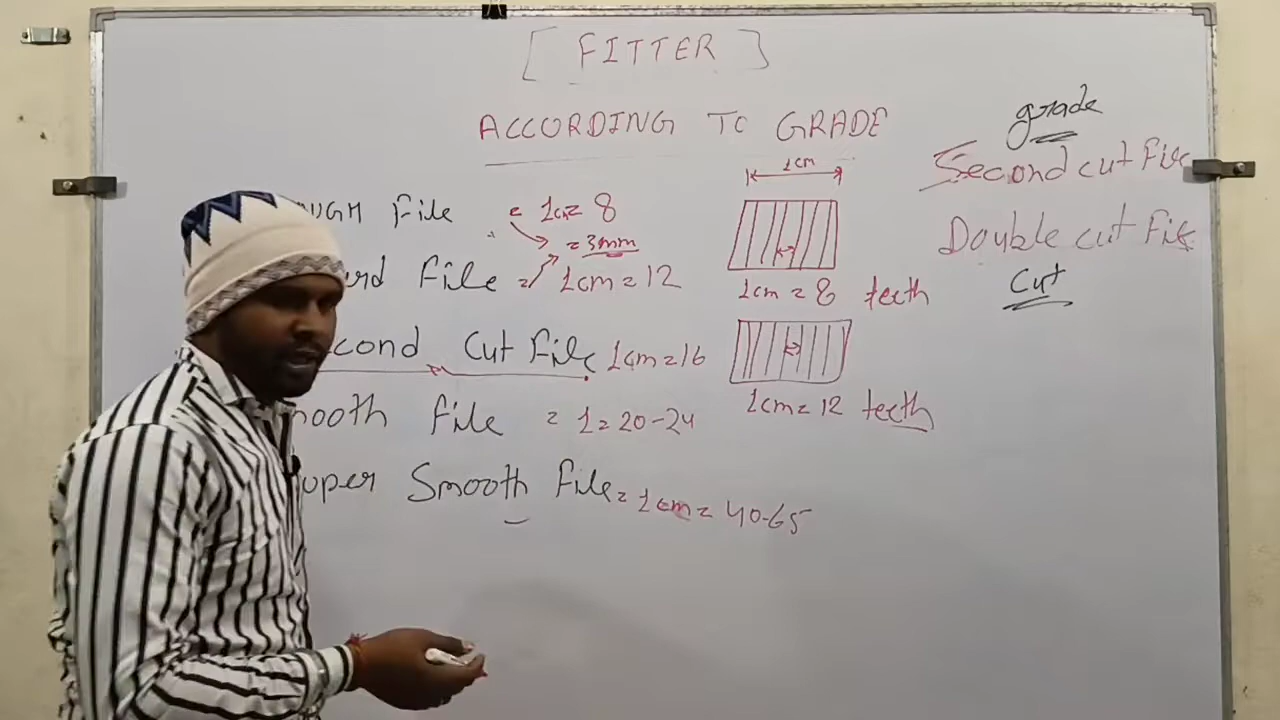 [ FITTER ]
ACCORDING TO GRADE
File = 1cm = 8
= 3mm
File = 1cm = 12
Cut File 1cm = 16
File = 1 = 20-24
Smooth File = 1cm = 40-65
1cm
1cm = 8 teeth
1cm = 12 teeth
grade
Second cut File
Double cut File
Cut